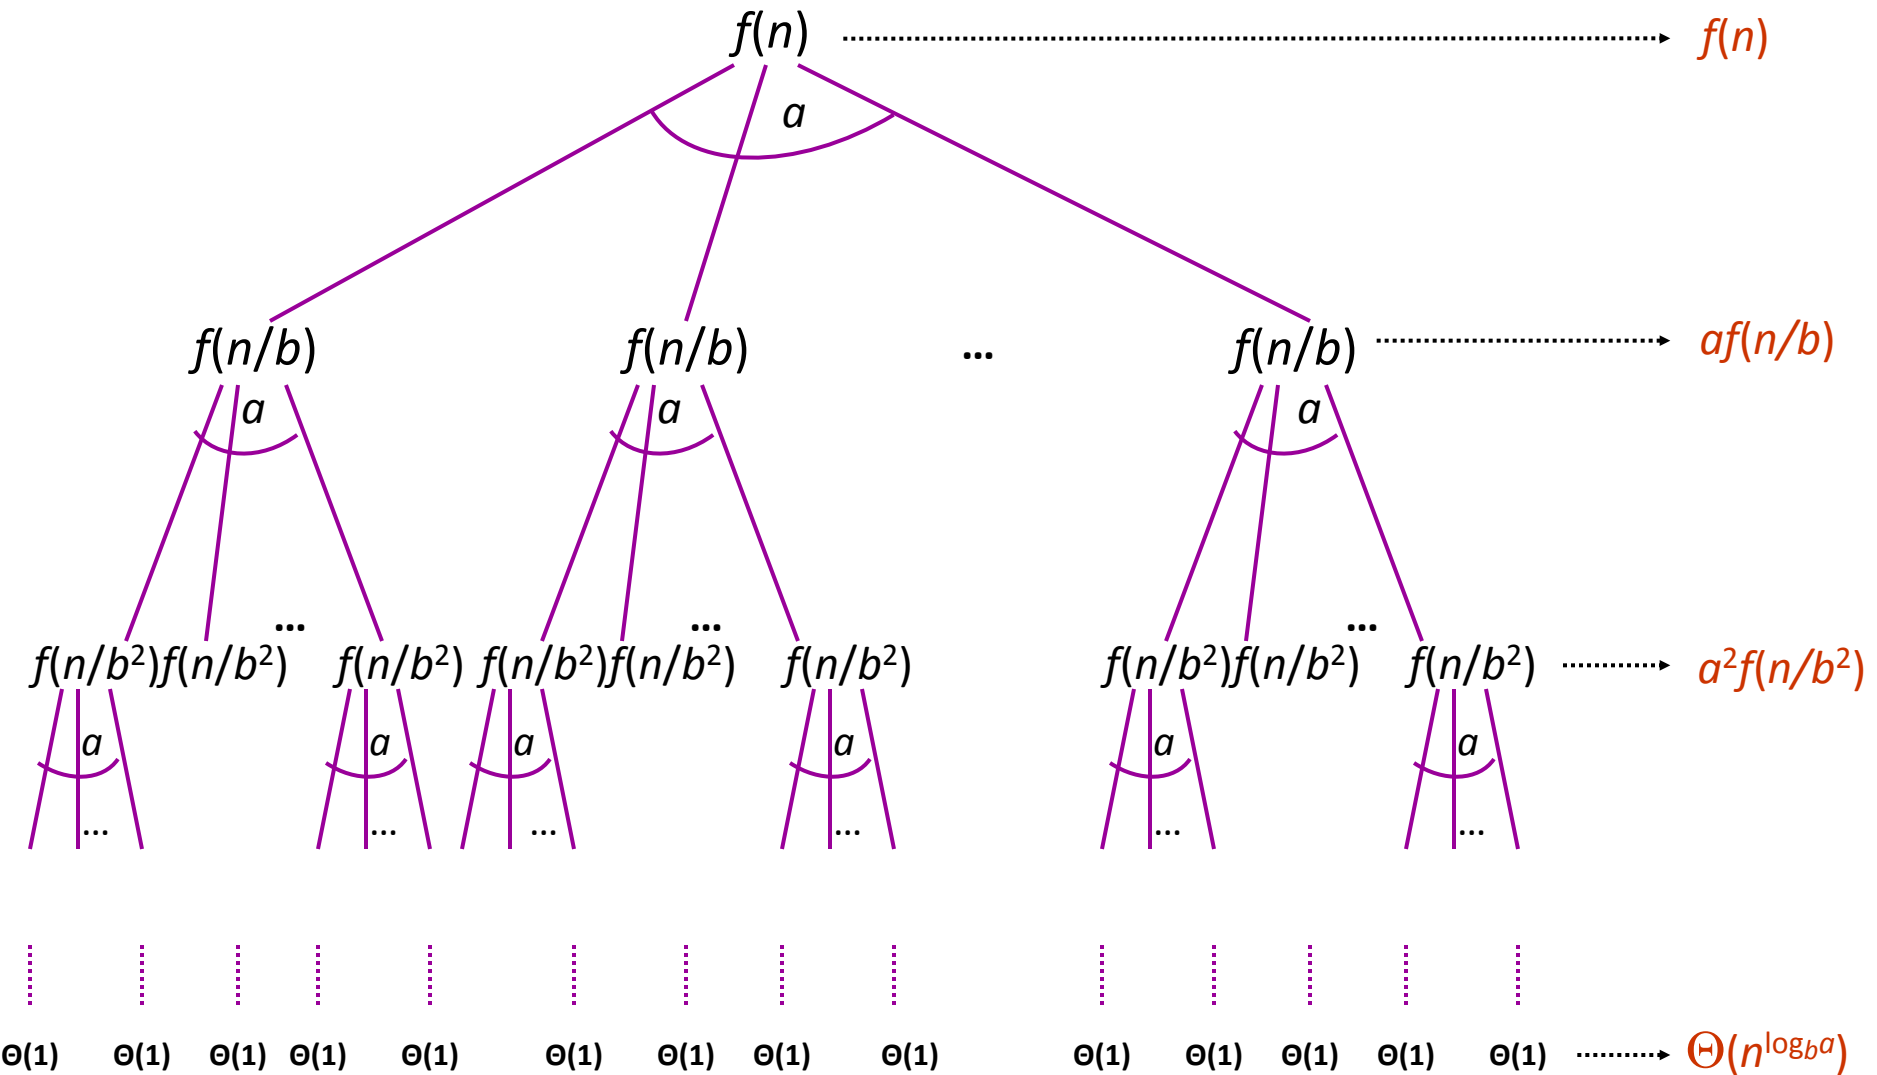 f(n) f(n)
a
f(n/b) f(n/b) ... f(n/b) af(n/b)
a a a
... ... ...
f(n/b²) f(n/b²) f(n/b²) f(n/b²) f(n/b²) f(n/b²) f(n/b²) f(n/b²) f(n/b²) a²f(n/b²)
a a a a a a
... ... ... ... ... ...
Θ(1) Θ(1) Θ(1) Θ(1) Θ(1) Θ(1) Θ(1) Θ(1) Θ(1) Θ(1) Θ(1) Θ(1) Θ(1) Θ(1) Θ(n^{log_b a})